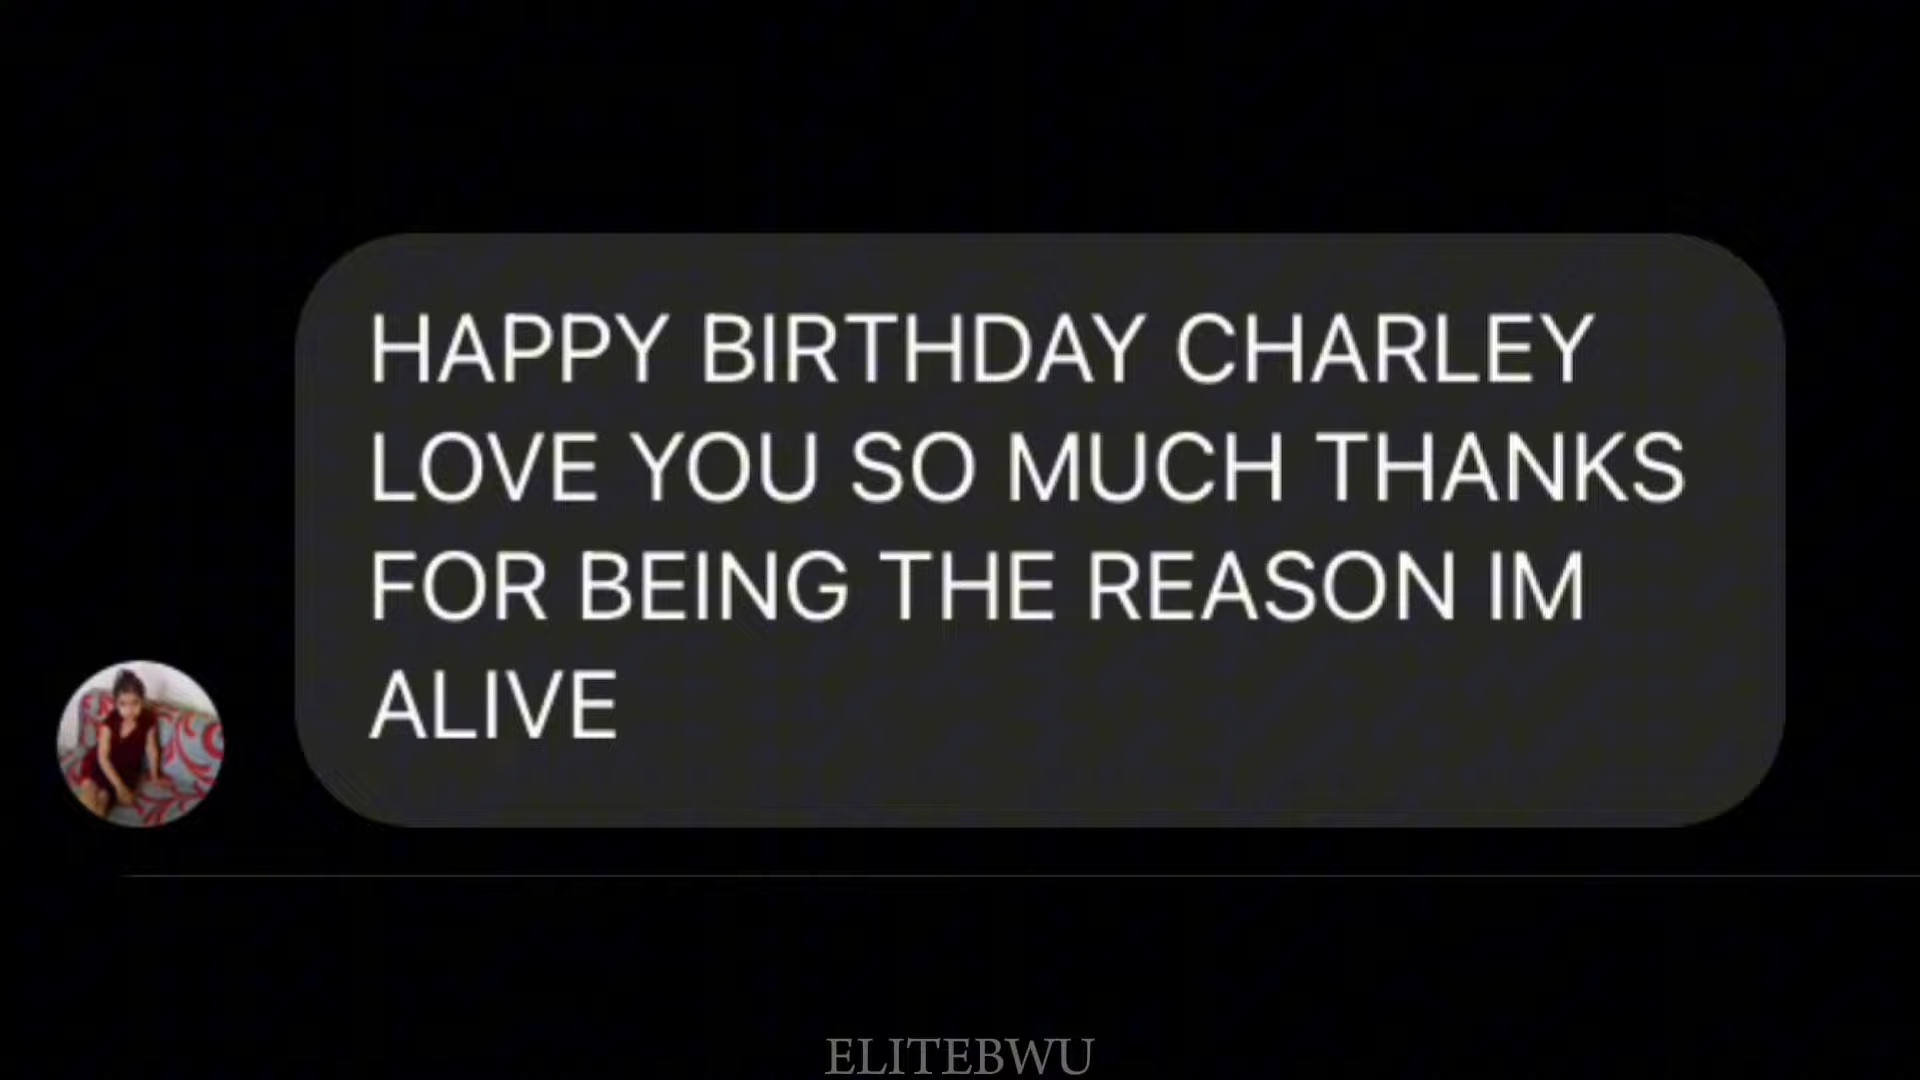 HAPPY BIRTHDAY CHARLEY
LOVE YOU SO MUCH THANKS
FOR BEING THE REASON IM
ALIVE
ELITEBWU